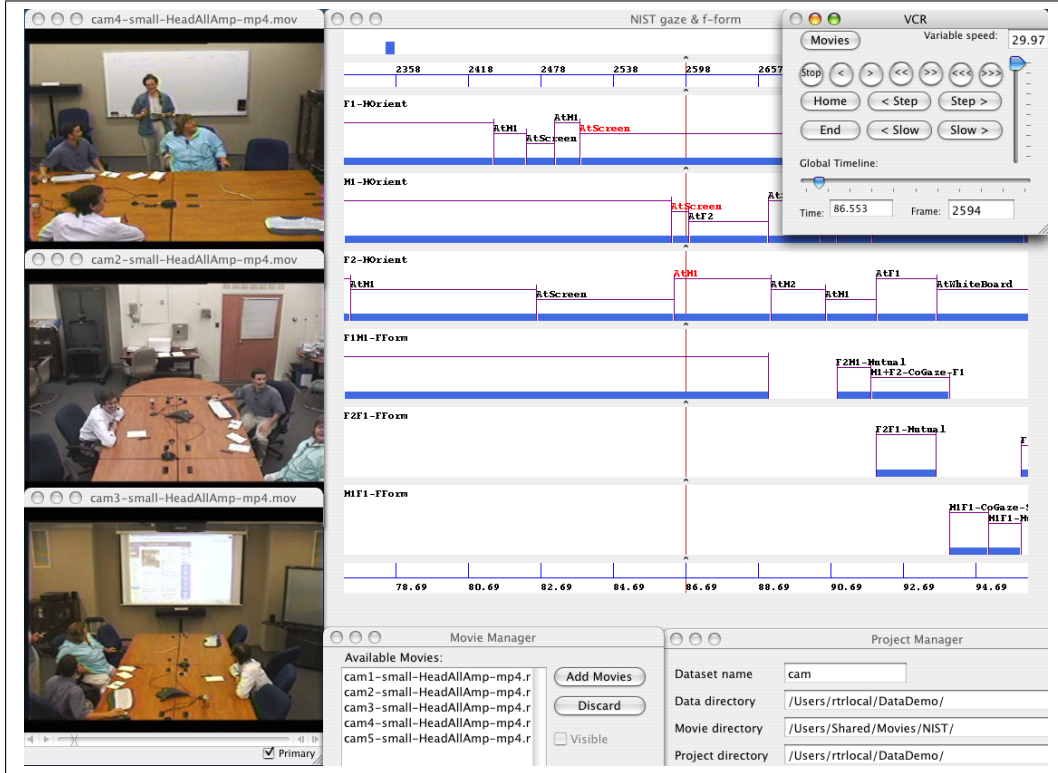 cam4-small-HeadAllAmp-mp4.mov
cam2-small-HeadAllAmp-mp4.mov
cam3-small-HeadAllAmp-mp4.mov
Primary
NIST gaze & f-form
2358 2418 2478 2538 2598 2657
F1-HOrient
AtM1 AtScreen AtM1 AtScreen
M1-HOrient
AtScreen AtF2
F2-HOrient
AtM1 AtScreen AtM1 AtM2 AtM1 AtF1 AtWhiteBoard
F1M1-FForm
F2M1-Mutual
M1+F2-CoGaze-F1
F2F1-FForm
F2F1-Mutual
M1F1-FForm
M1F1-CoGaze-
78.69 80.69 82.69 84.69 86.69 88.69 90.69 92.69 94.69
VCR
Movies Variable speed: 29.97
Stop < > << >> <<< >>>
Home < Step Step >
End < Slow Slow >
Global Timeline:
Time: 86.553 Frame: 2594
Movie Manager
Available Movies:
cam1-small-HeadAllAmp-mp4.r
cam2-small-HeadAllAmp-mp4.r
cam3-small-HeadAllAmp-mp4.r
cam4-small-HeadAllAmp-mp4.r
cam5-small-HeadAllAmp-mp4.r
Add Movies
Discard
Visible
Project Manager
Dataset name cam
Data directory /Users/rtrlocal/DataDemo/
Movie directory /Users/Shared/Movies/NIST/
Project directory /Users/rtrlocal/DataDemo/